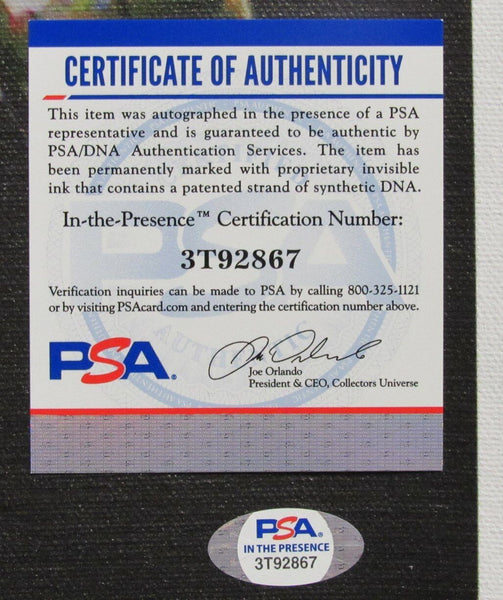 CERTIFICATE OF AUTHENTICITY
This item was autographed in the presence of a PSA
representative and is guaranteed to be authentic by
PSA/DNA Authentication Services. The item has
been permanently marked with proprietary invisible
ink that contains a patented strand of synthetic DNA.
In-the-Presence™ Certification Number:
3T92867
Verification inquiries can be made to PSA by calling 800-325-1121
or by visiting PSAcard.com and entering the certification number above.
PSA.
Joe Orlando
President & CEO, Collectors Universe
PSA
IN THE PRESENCE
3T92867